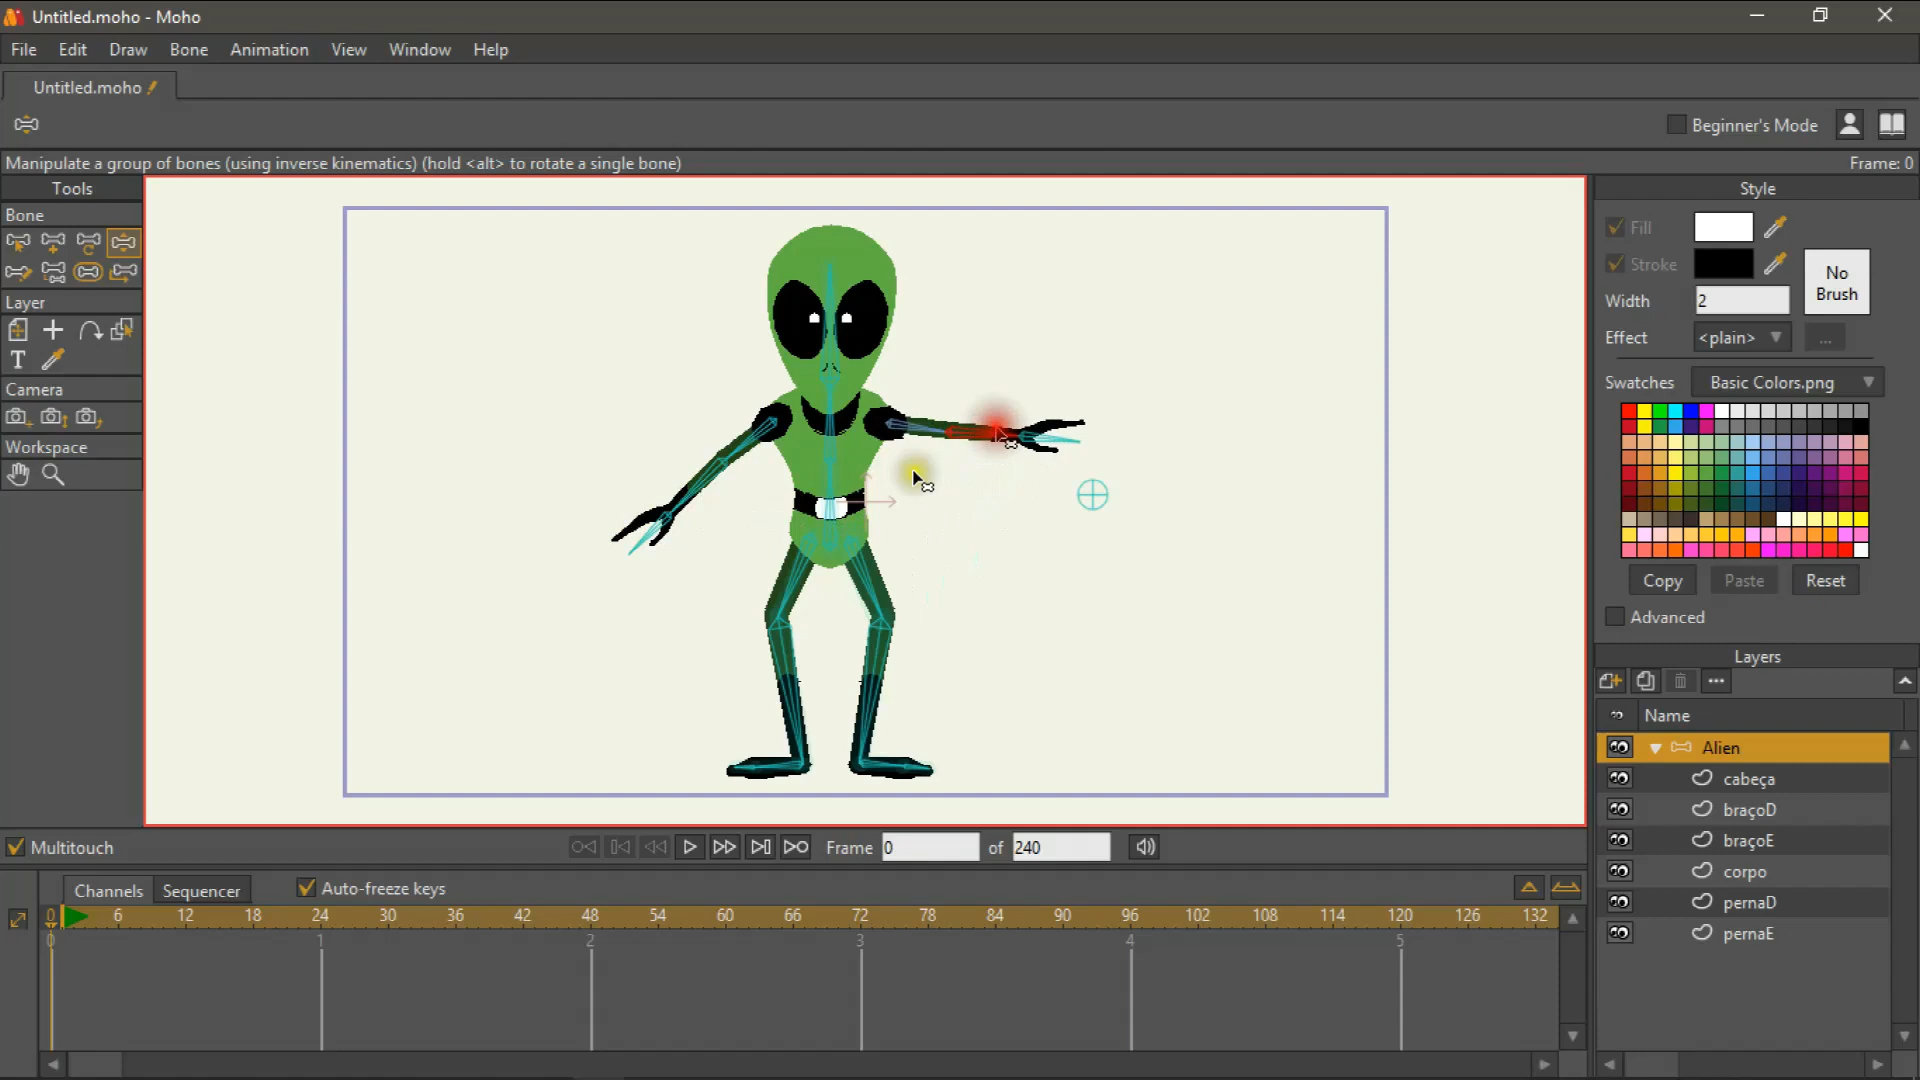 Untitled.moho - Moho
File Edit Draw Bone Animation View Window Help
Untitled.moho
Beginner's Mode
Manipulate a group of bones (using inverse kinematics) (hold <alt> to rotate a single bone)
Frame: 0
Tools
Bone
Layer
T
Camera
Workspace
Style
Fill
Stroke
No
Brush
Width 2
Effect <plain> ...
Swatches Basic Colors.png
Copy Paste Reset
Advanced
Layers
Name
Alien
cabeça
braçoD
braçoE
corpo
pernaD
pernaE
Multitouch
Frame 0 of 240
Channels Sequencer Auto-freeze keys
0 6 12 18 24 30 36 42 48 54 60 66 72 78 84 90 96 102 108 114 120 126 132
0 1 2 3 4 5